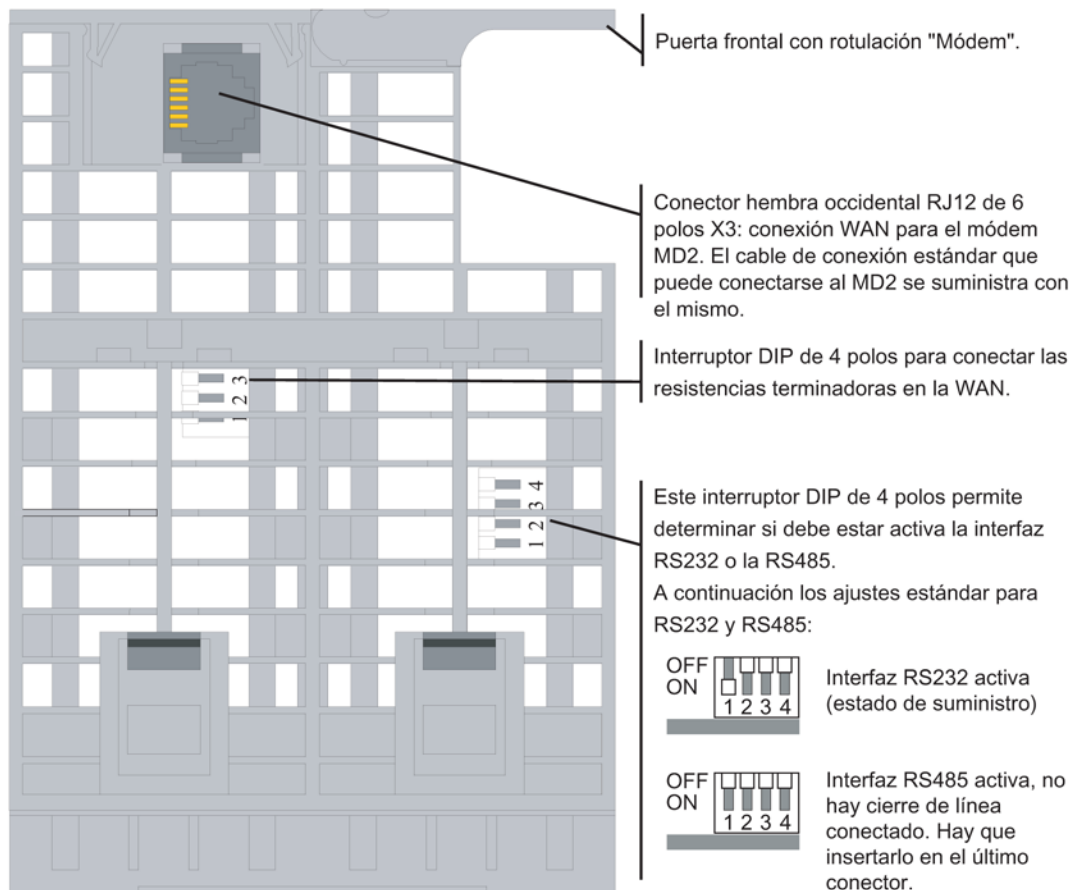 Puerta frontal con rotulación "Módem".
Conector hembra occidental RJ12 de 6
polos X3: conexión WAN para el módem
MD2. El cable de conexión estándar que
puede conectarse al MD2 se suministra con
el mismo.
Interruptor DIP de 4 polos para conectar las
resistencias terminadoras en la WAN.
1 2 3
Este interruptor DIP de 4 polos permite
determinar si debe estar activa la interfaz
RS232 o la RS485.
A continuación los ajustes estándar para
RS232 y RS485:
1 2 3 4
OFF
ON
1 2 3 4
Interfaz RS232 activa
(estado de suministro)
OFF
ON
1 2 3 4
Interfaz RS485 activa, no
hay cierre de línea
conectado. Hay que
insertarlo en el último
conector.